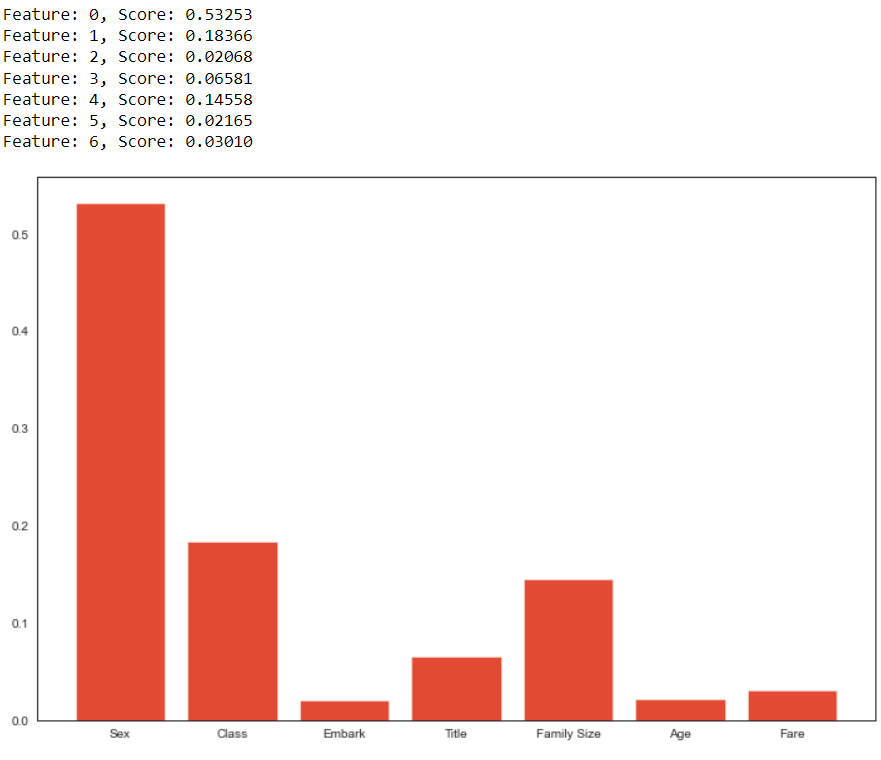 Feature: 0, Score: 0.53253
Feature: 1, Score: 0.18366
Feature: 2, Score: 0.02068
Feature: 3, Score: 0.06581
Feature: 4, Score: 0.14558
Feature: 5, Score: 0.02165
Feature: 6, Score: 0.03010
0.5
0.4
0.3
0.2
0.1
0.0
Sex Class Embark Title Family Size Age Fare